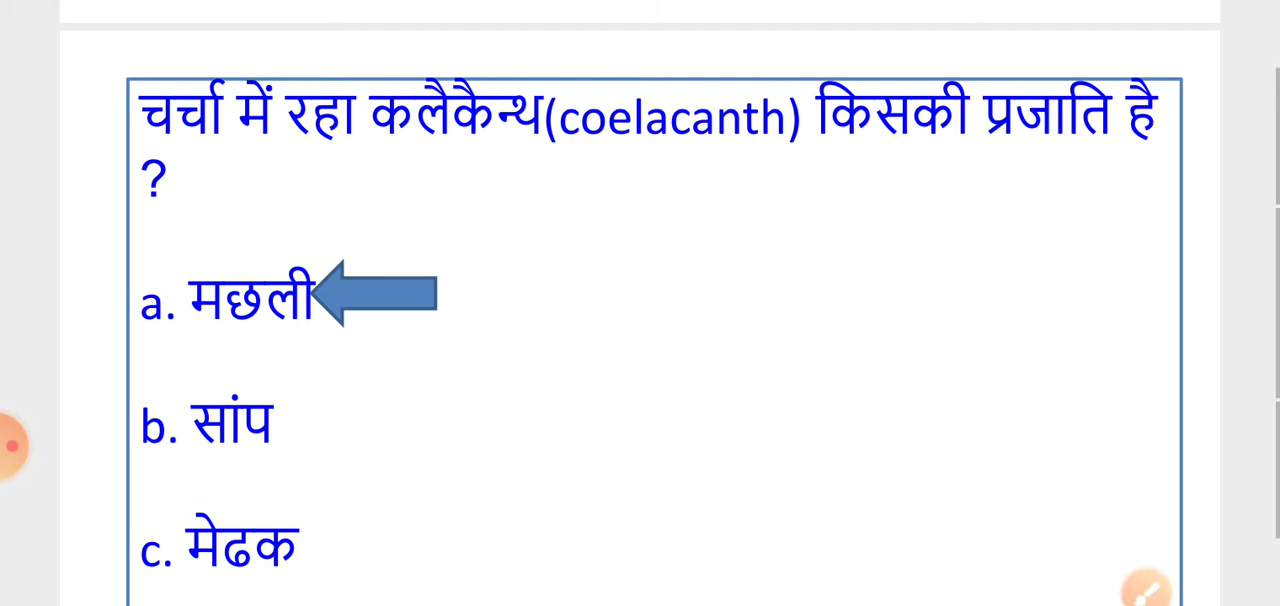 चर्चा में रहा कलैकैन्थ(coelacanth) किसकी प्रजाति है
?
a. मछली
b. सांप
c. मेढक